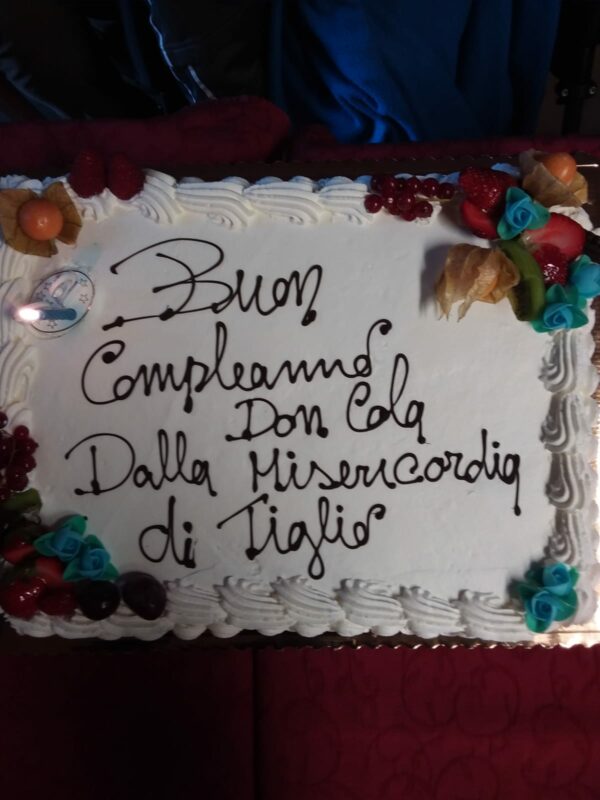 Buon
Compleanno
Don Cola
Dalla Misericordia
di Tiglio